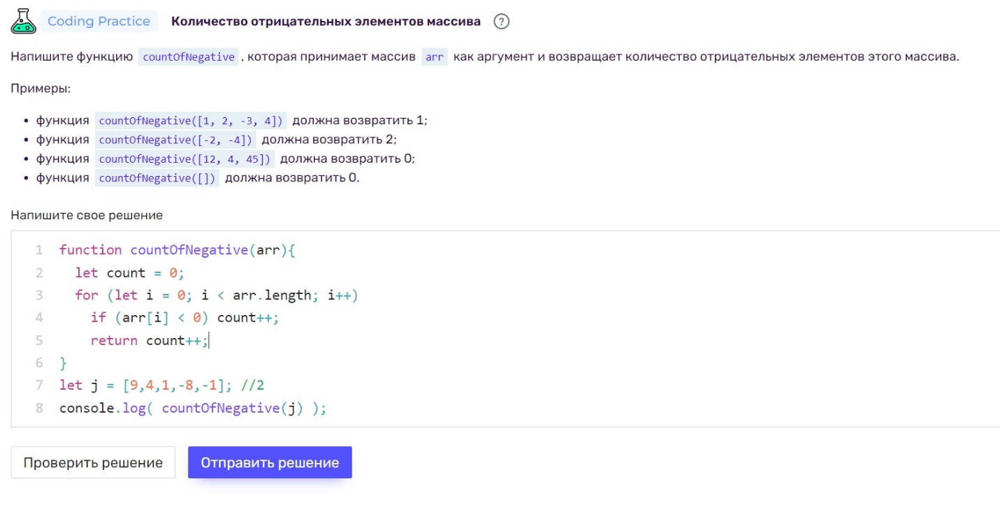 Coding Practice Количество отрицательных элементов массива ?
Напишите функцию countOfNegative , которая принимает массив arr как аргумент и возвращает количество отрицательных элементов этого массива.
Примеры:
• функция countOfNegative([1, 2, -3, 4]) должна возвратить 1;
• функция countOfNegative([-2, -4]) должна возвратить 2;
• функция countOfNegative([12, 4, 45]) должна возвратить 0;
• функция countOfNegative([]) должна возвратить 0.
Напишите свое решение
1 function countOfNegative(arr){
2 let count = 0;
3 for (let i = 0; i < arr.length; i++)
4 if (arr[i] < 0) count++;
5 return count++;
6 }
7 let j = [9,4,1,-8,-1]; //2
8 console.log( countOfNegative(j) );
Проверить решение Отправить решение